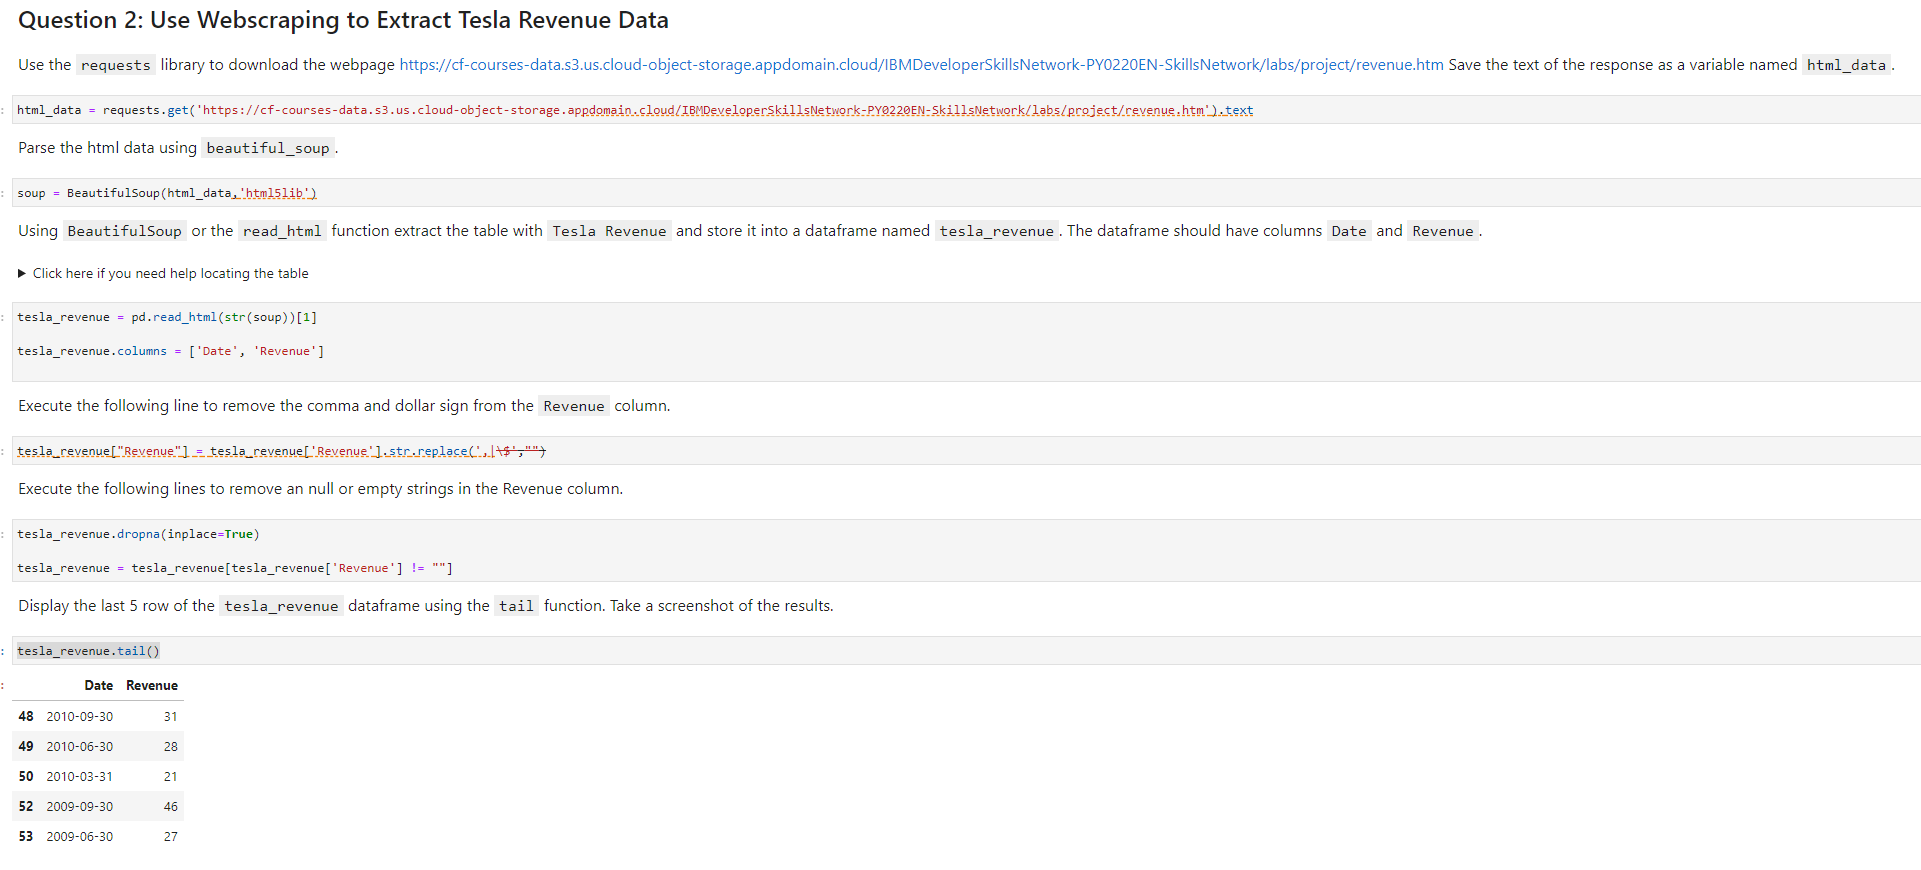 Question 2: Use Webscraping to Extract Tesla Revenue Data
Use the requests library to download the webpage https://cf-courses-data.s3.us.cloud-object-storage.appdomain.cloud/IBMDeveloperSkillsNetwork-PY0220EN-SkillsNetwork/labs/project/revenue.htm Save the text of the response as a variable named html_data.
html_data = requests.get('https://cf-courses-data.s3.us.cloud-object-storage.appdomain.cloud/IBMDeveloperSkillsNetwork-PY0220EN-SkillsNetwork/labs/project/revenue.htm').text
Parse the html data using beautiful_soup.
soup = BeautifulSoup(html_data,'html5lib')
Using BeautifulSoup or the read_html function extract the table with Tesla Revenue and store it into a dataframe named tesla_revenue. The dataframe should have columns Date and Revenue.
▶ Click here if you need help locating the table
tesla_revenue = pd.read_html(str(soup))[1]
tesla_revenue.columns = ['Date', 'Revenue']
Execute the following line to remove the comma and dollar sign from the Revenue column.
tesla_revenue["Revenue"] = tesla_revenue['Revenue'].str.replace(',|\$',"")
Execute the following lines to remove an null or empty strings in the Revenue column.
tesla_revenue.dropna(inplace=True)
tesla_revenue = tesla_revenue[tesla_revenue['Revenue'] != ""]
Display the last 5 row of the tesla_revenue dataframe using the tail function. Take a screenshot of the results.
tesla_revenue.tail()
Date Revenue
48 2010-09-30 31
49 2010-06-30 28
50 2010-03-31 21
52 2009-09-30 46
53 2009-06-30 27